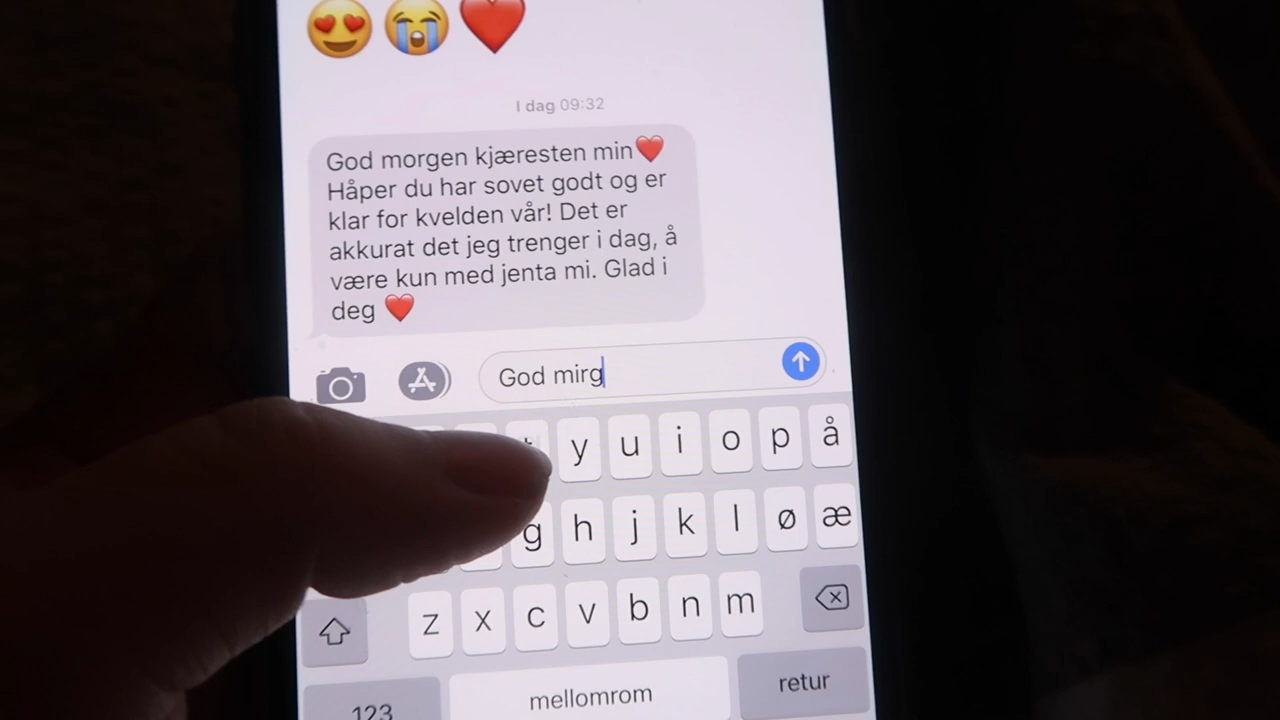 I dag 09:32
God morgen kjæresten min❤️
Håper du har sovet godt og er
klar for kvelden vår! Det er
akkurat det jeg trenger i dag, å
være kun med jenta mi. Glad i
deg ❤️
God mirg
y u i o p å
g h j k l ø æ
z x c v b n m
123 mellomrom retur